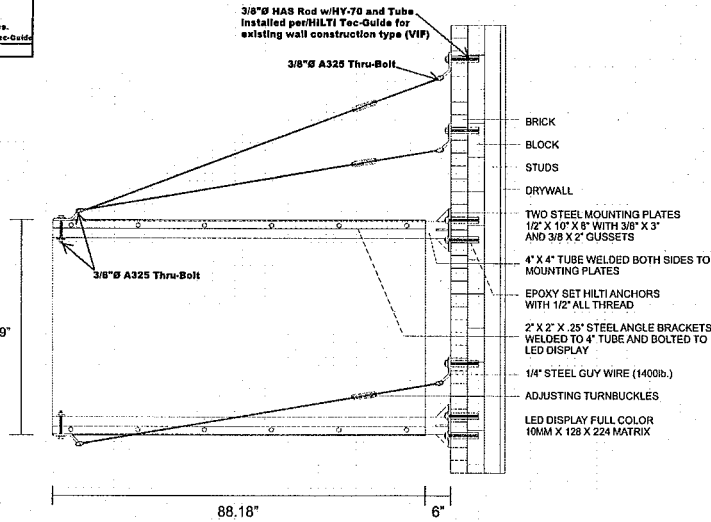 ec-Guide
3/8"Ø HAS Rod w/HY-70 and Tube
Installed per/HILTI Tec-Guide for
existing wall construction type (VIF)
3/8"Ø A325 Thru-Bolt
BRICK
BLOCK
STUDS
DRYWALL
TWO STEEL MOUNTING PLATES
1/2" X 10" X 8" WITH 3/8" X 3"
AND 3/8 X 2" GUSSETS
4" X 4" TUBE WELDED BOTH SIDES TO
MOUNTING PLATES
3/8"Ø A325 Thru-Bolt
EPOXY SET HILTI ANCHORS
WITH 1/2" ALL THREAD
2" X 2" X .25" STEEL ANGLE BRACKETS
WELDED TO 4" TUBE AND BOLTED TO
LED DISPLAY
9"
1/4" STEEL GUY WIRE (1400lb.)
ADJUSTING TURNBUCKLES
LED DISPLAY FULL COLOR
10MM X 128 X 224 MATRIX
88.18"
6"